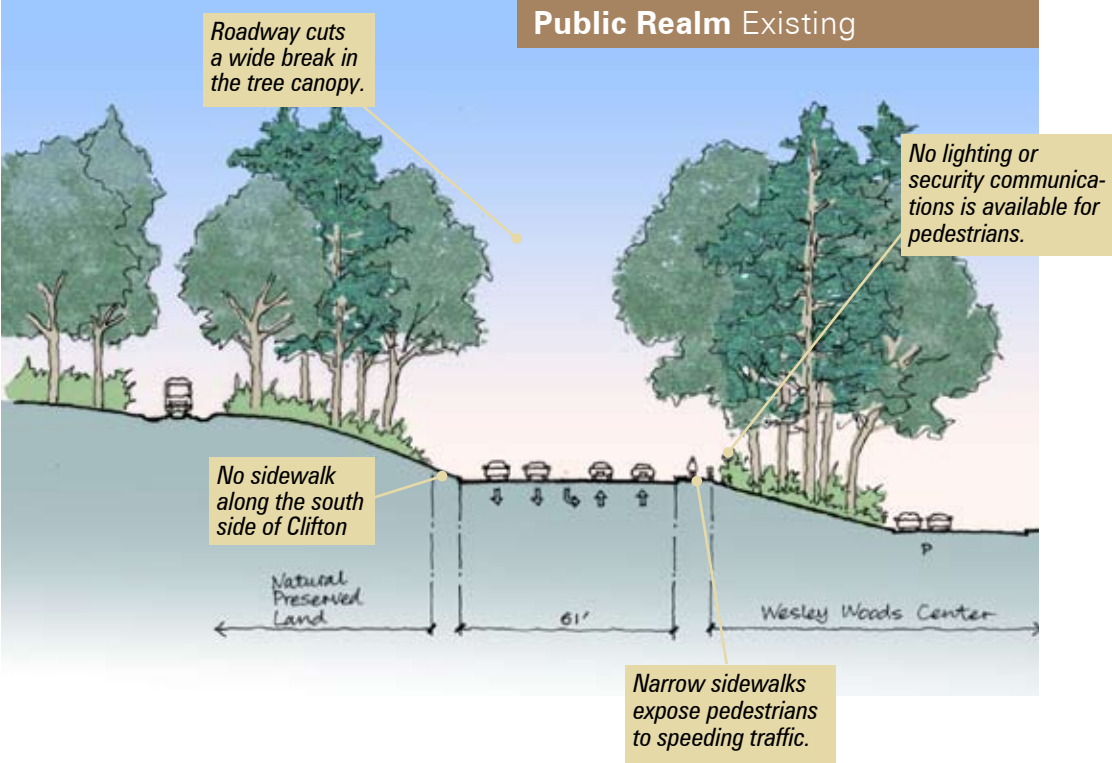 Public Realm Existing
Roadway cuts
a wide break in
the tree canopy.
No lighting or
security communica-
tions is available for
pedestrians.
No sidewalk
along the south
side of Clifton
P
Natural
Preserved
Land
61'
Wesley Woods Center
Narrow sidewalks
expose pedestrians
to speeding traffic.